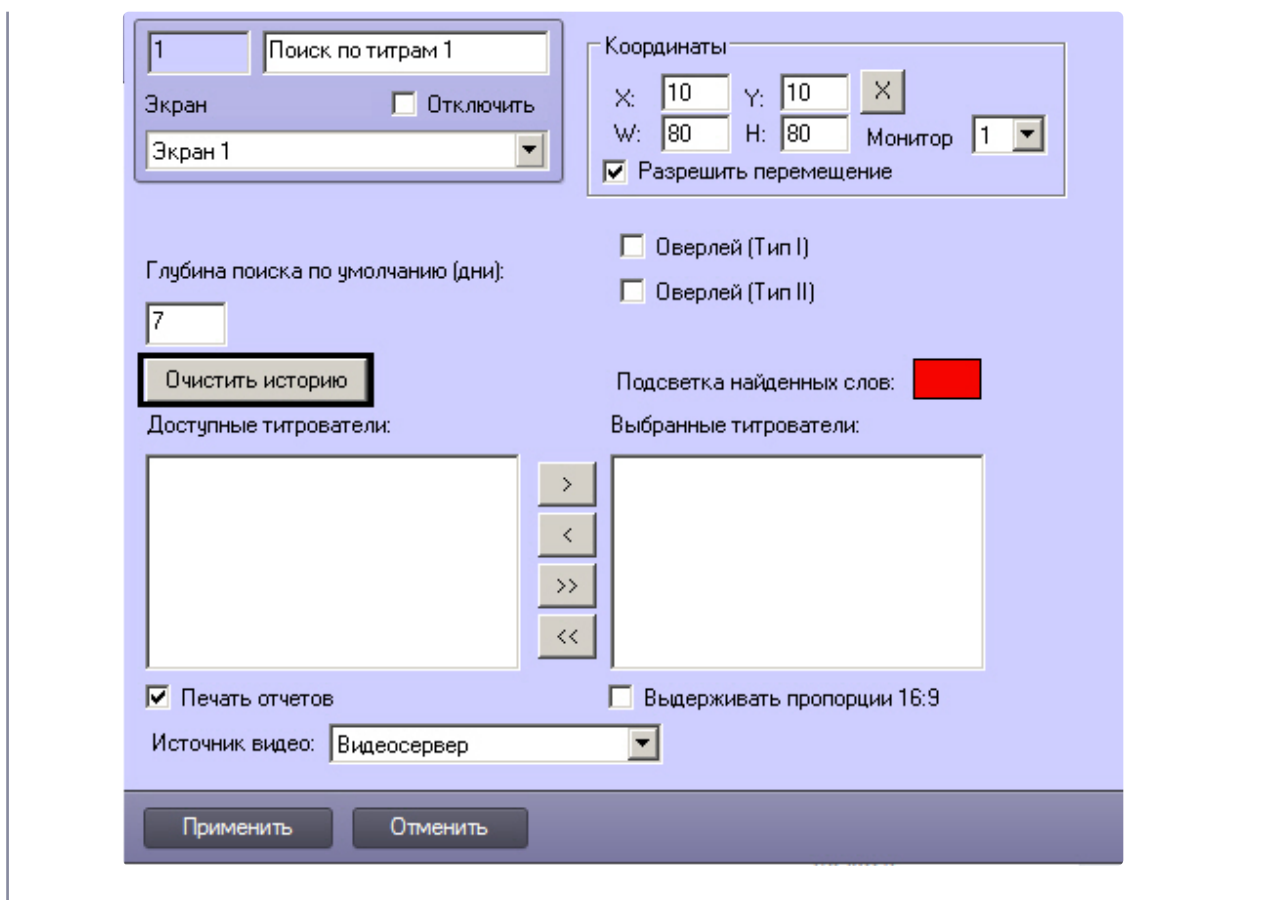 1
Поиск по титрам 1
Экран
Отключить
Экран 1
Координаты
X: 10 Y: 10 X
W: 80 H: 80 Монитор 1
Разрешить перемещение
Оверлей (Тип I)
Оверлей (Тип II)
Глубина поиска по умолчанию (дни):
7
Очистить историю
Подсветка найденных слов:
Доступные титрователи:
Выбранные титрователи:
>
<
>>
<<
Печать отчетов
Выдерживать пропорции 16:9
Источник видео: Видеосервер
Применить
Отменить